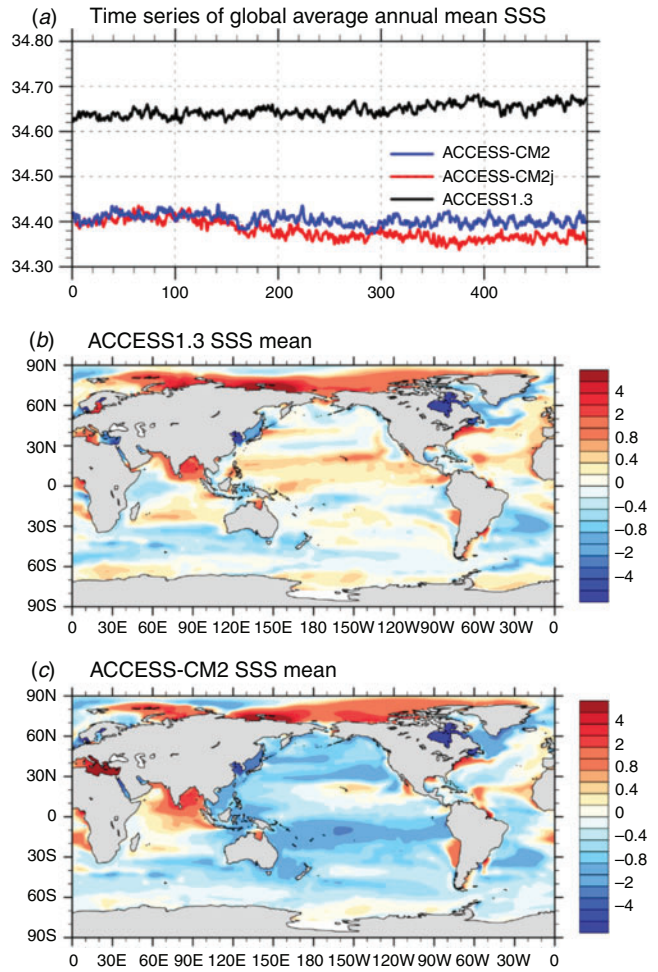 (a) Time series of global average annual mean SSS
34.80
34.70
34.60
34.50
34.40
34.30
ACCESS-CM2
ACCESS-CM2j
ACCESS1.3
0 100 200 300 400
(b) ACCESS1.3 SSS mean
90N
60N
30N
0
30S
60S
90S
0 30E 60E 90E 120E 150E 180 150W 120W 90W 60W 30W 0
4
2
0.8
0.4
0
−0.4
−0.8
−2
−4
(c) ACCESS-CM2 SSS mean
90N
60N
30N
0
30S
60S
90S
0 30E 60E 90E 120E 150E 180 150W 120W 90W 60W 30W 0
4
2
0.8
0.4
0
−0.4
−0.8
−2
−4